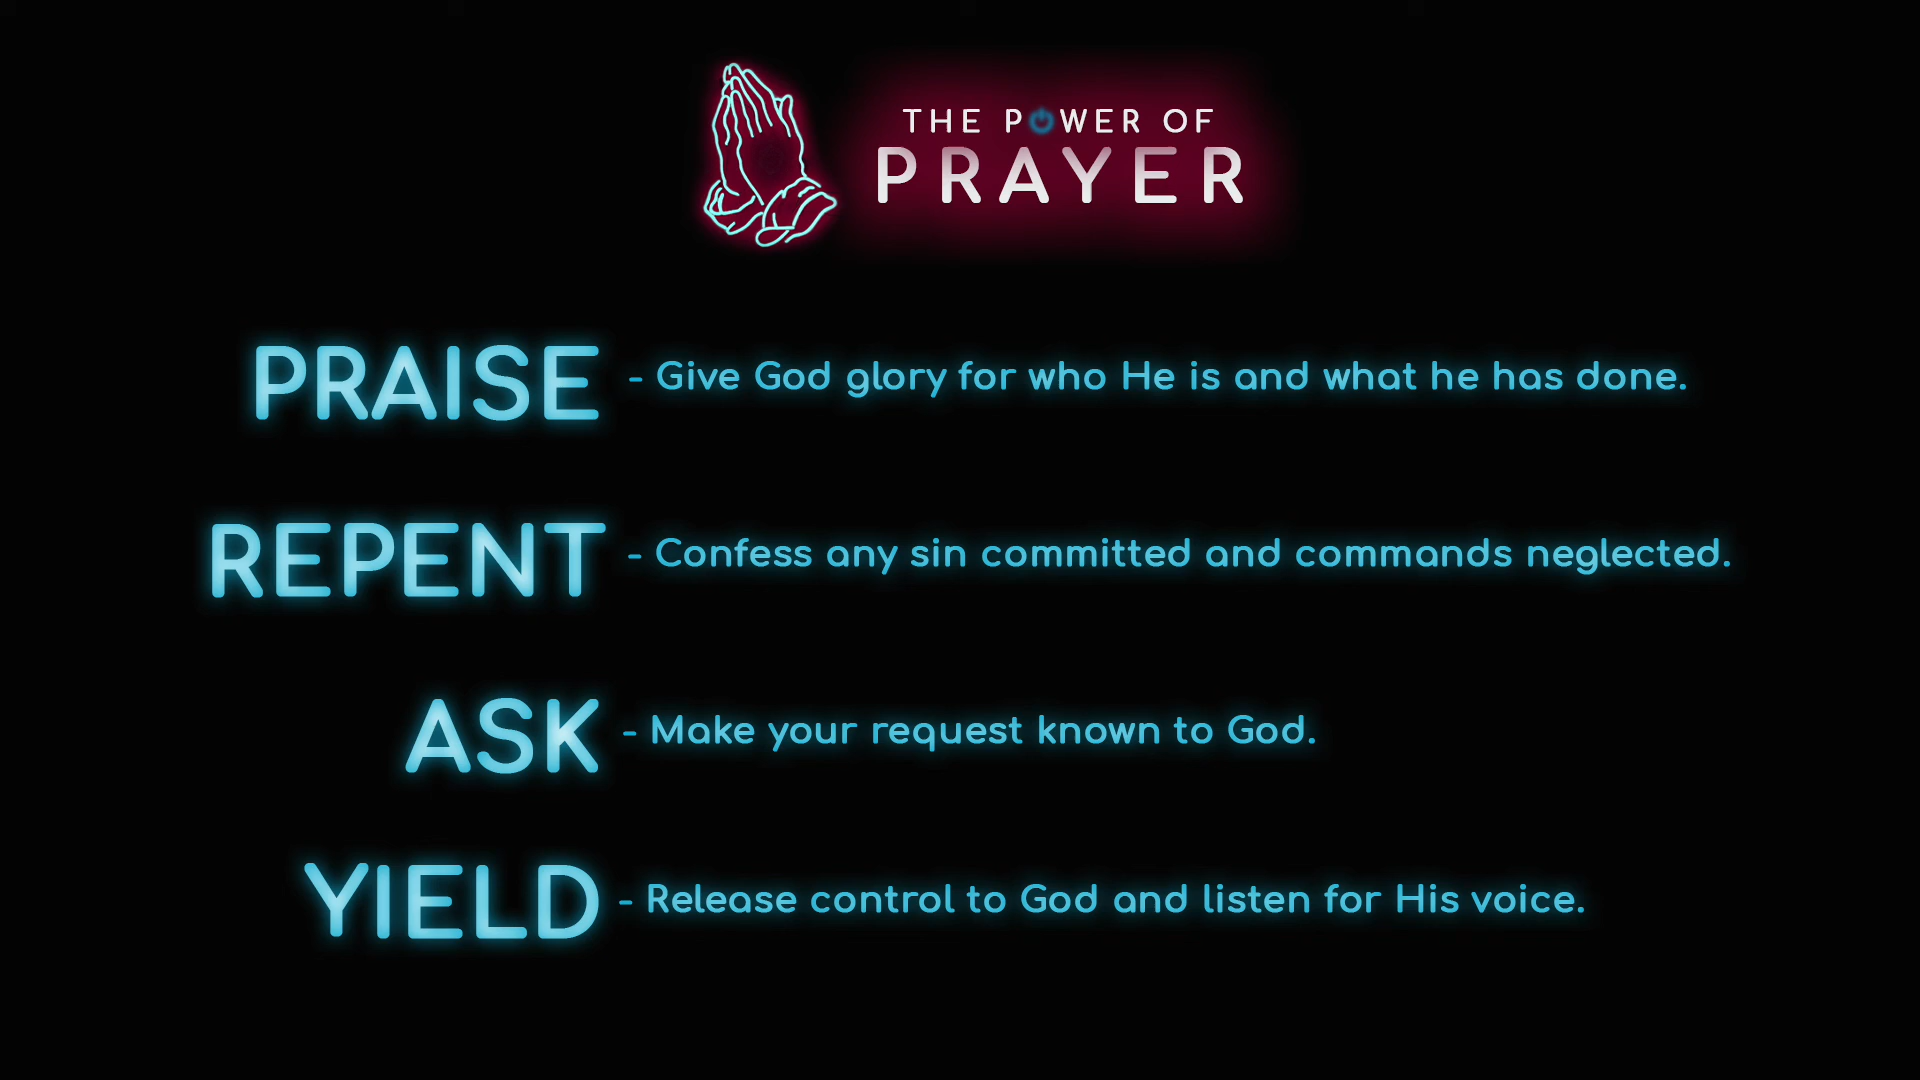 THE POWER OF
PRAYER
PRAISE - Give God glory for who He is and what he has done.
REPENT - Confess any sin committed and commands neglected.
ASK - Make your request known to God.
YIELD - Release control to God and listen for His voice.